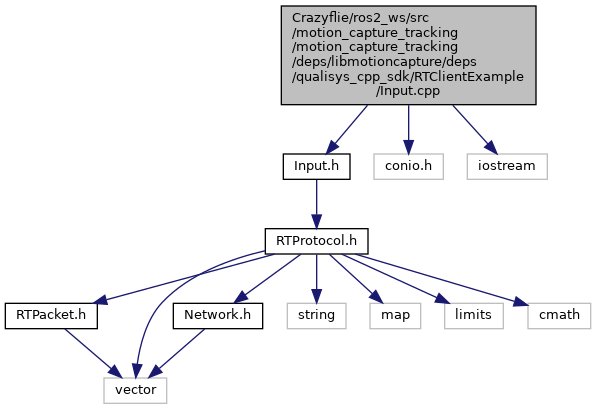 Crazyflie/ros2_ws/src
/motion_capture_tracking
/motion_capture_tracking
/deps/libmotioncapture/deps
/qualisys_cpp_sdk/RTClientExample
/Input.cpp
Input.h
conio.h
iostream
RTProtocol.h
RTPacket.h
Network.h
string
map
limits
cmath
vector